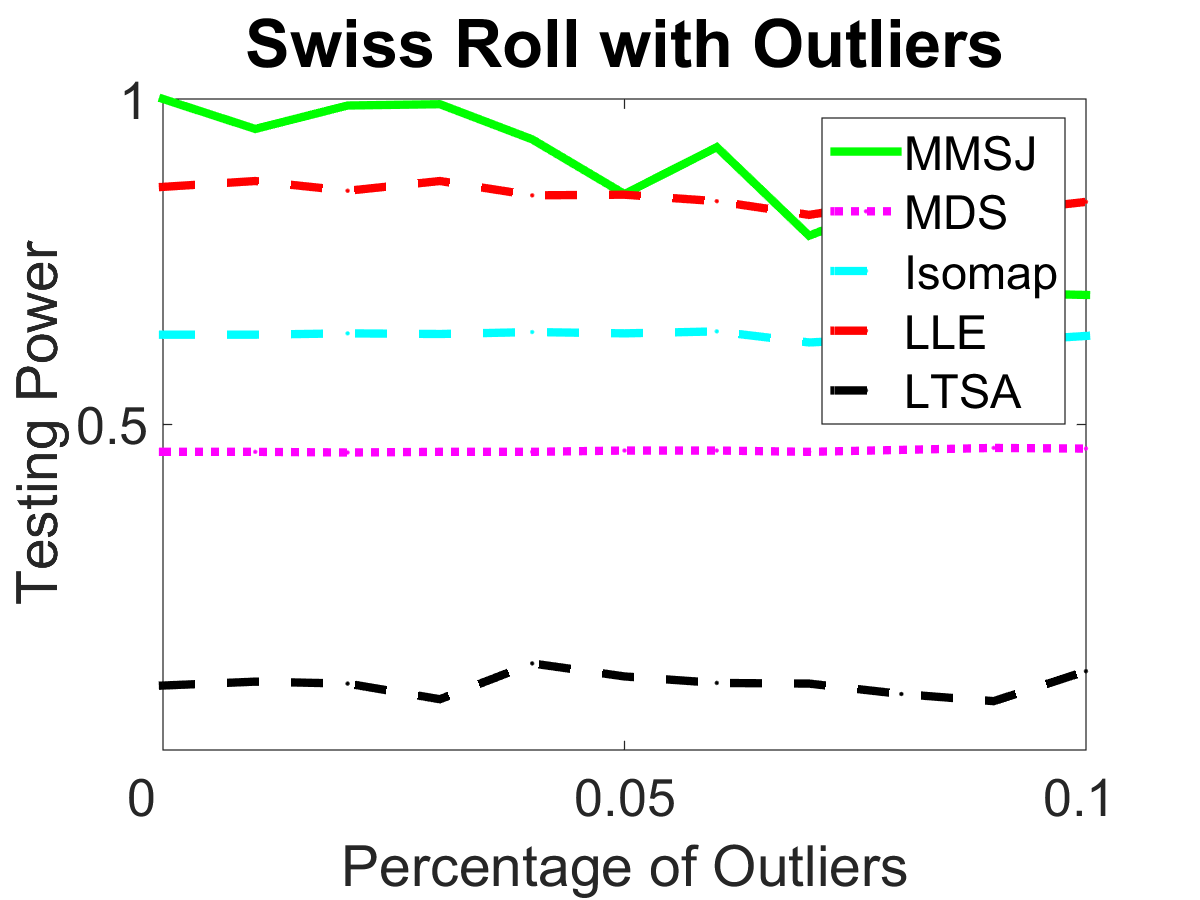 Swiss Roll with Outliers
1
0.5
Testing Power
MMSJ
MDS
Isomap
LLE
LTSA
0
0.05
0.1
Percentage of Outliers